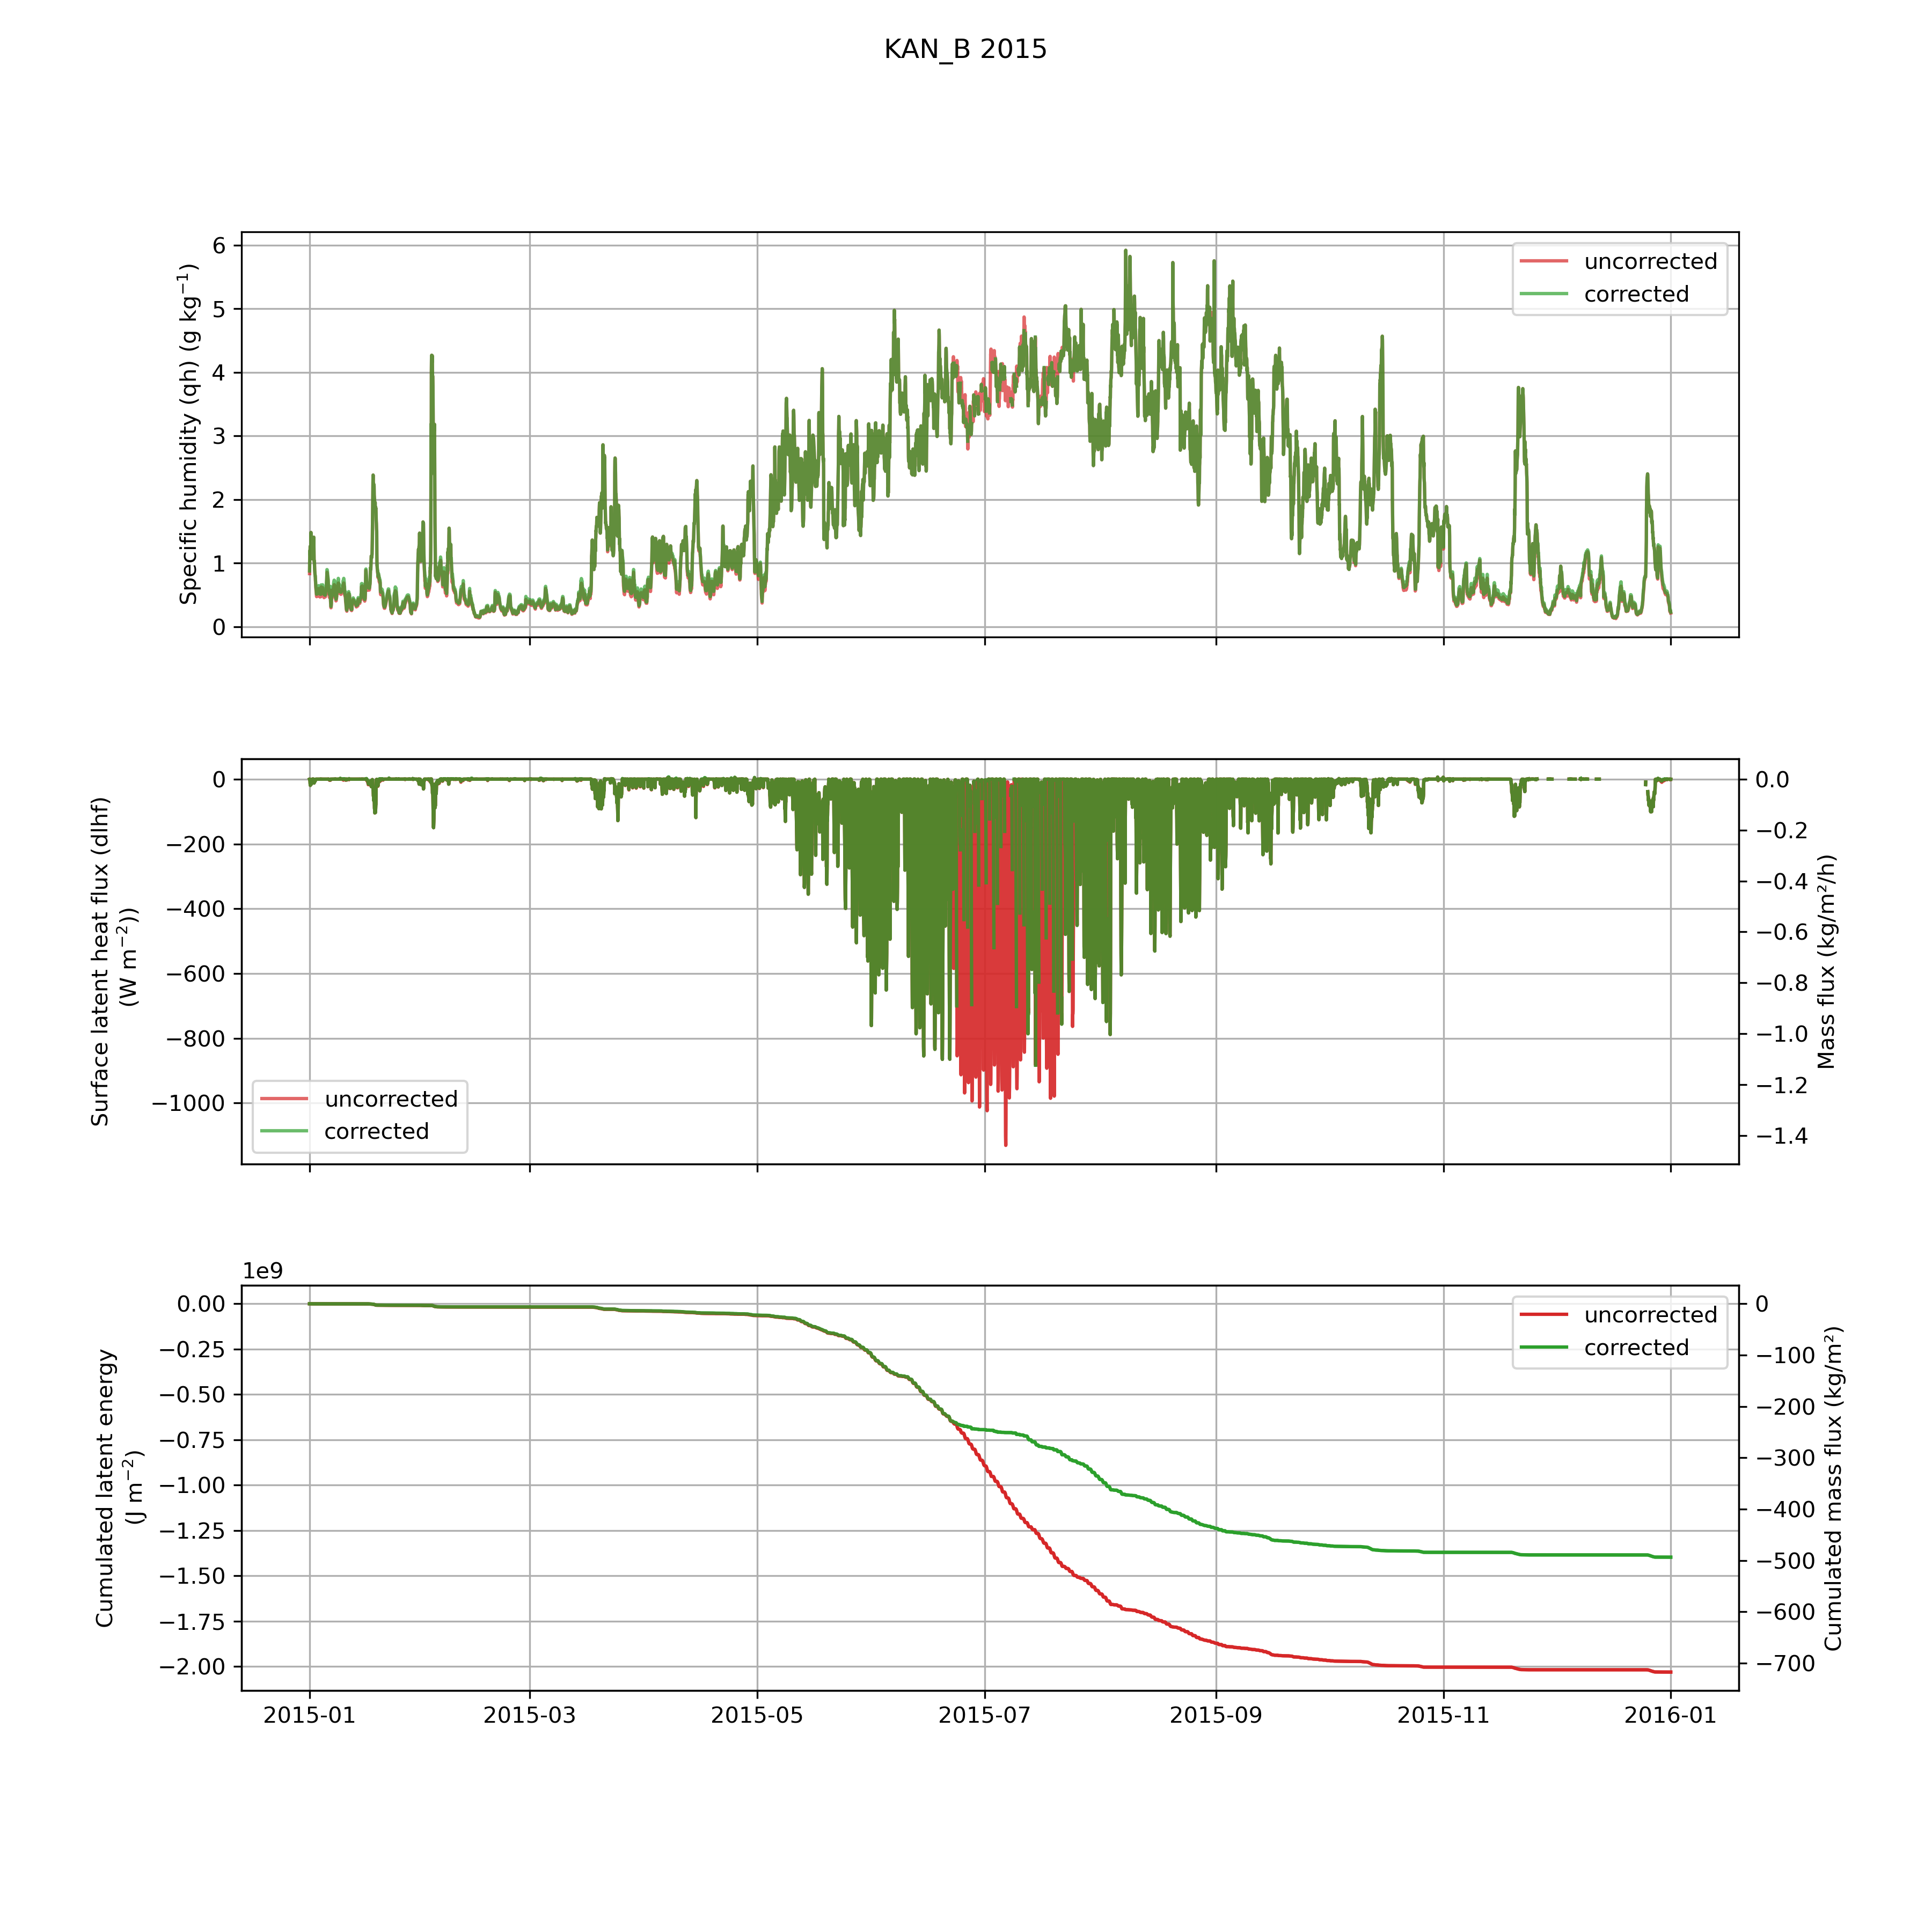 KAN_B 2015
Specific humidity (qh) (g kg⁻¹)
6
5
4
3
2
1
0
uncorrected
corrected
Surface latent heat flux (dlhf)
(W m⁻²))
0
−200
−400
−600
−800
−1000
uncorrected
corrected
0.0
−0.2
−0.4
−0.6
−0.8
−1.0
−1.2
−1.4
Mass flux (kg/m²/h)
1e9
Cumulated latent energy
(J m⁻²)
0.00
−0.25
−0.50
−0.75
−1.00
−1.25
−1.50
−1.75
−2.00
uncorrected
corrected
0
−100
−200
−300
−400
−500
−600
−700
Cumulated mass flux (kg/m²)
2015-01 2015-03 2015-05 2015-07 2015-09 2015-11 2016-01